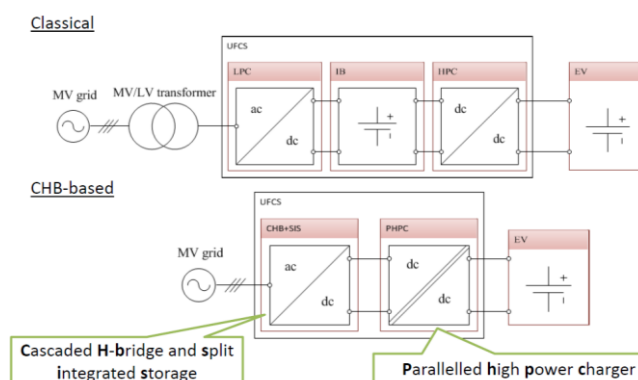 Classical
UFCS
LPC
IB
HPC
EV
MV grid
MV/LV transformer
ac
dc
+
-
dc
dc
+
-
CHB-based
UFCS
CHB+SIS
PHPC
EV
MV grid
ac
dc
dc
dc
+
-
Cascaded H-bridge and split
integrated storage
Parallelled high power charger